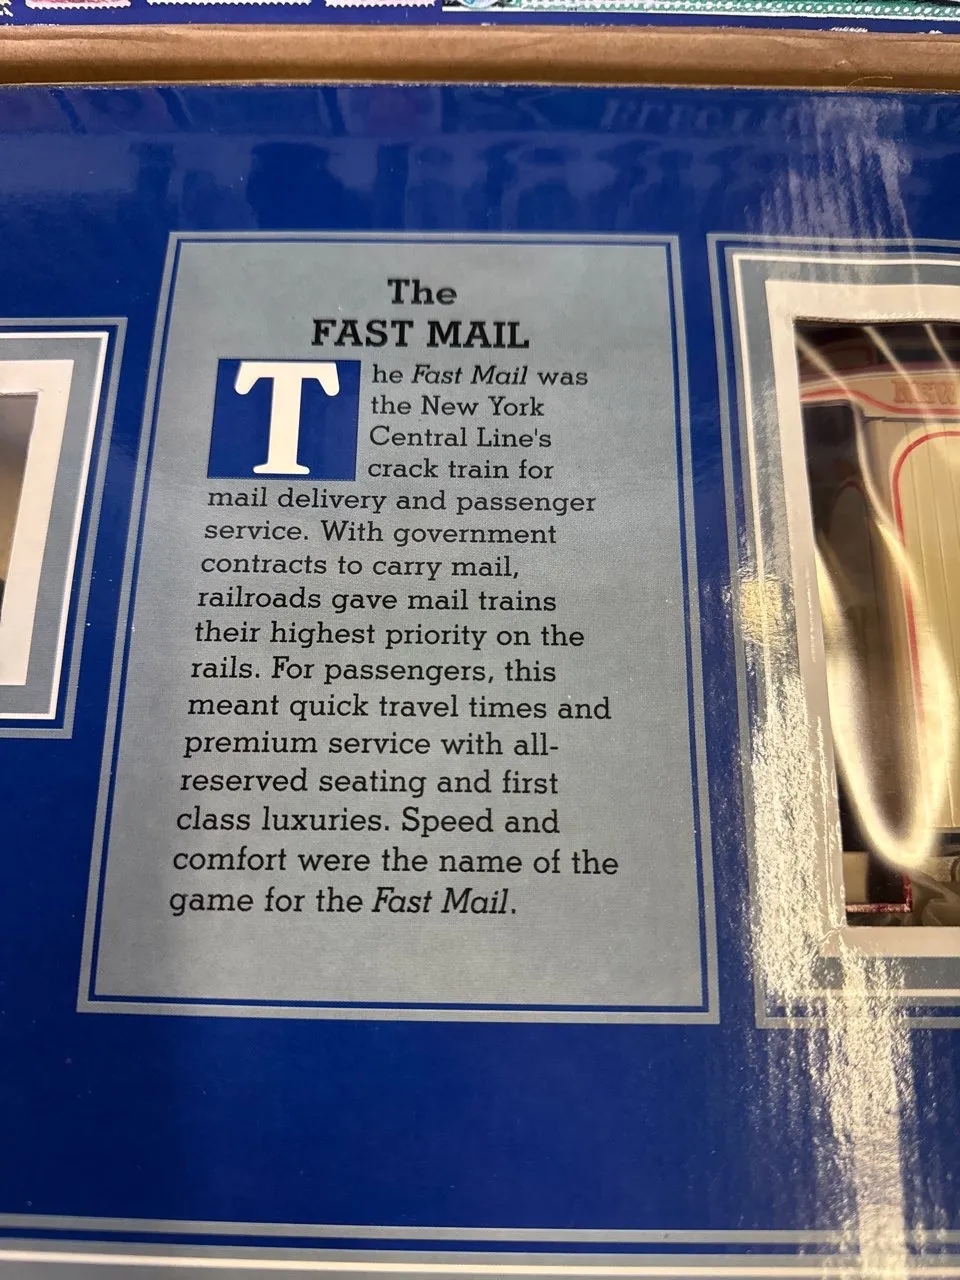 The
FAST MAIL
The Fast Mail was
the New York
Central Line's
crack train for
mail delivery and passenger
service. With government
contracts to carry mail,
railroads gave mail trains
their highest priority on the
rails. For passengers, this
meant quick travel times and
premium service with all-
reserved seating and first
class luxuries. Speed and
comfort were the name of the
game for the Fast Mail.
NEW